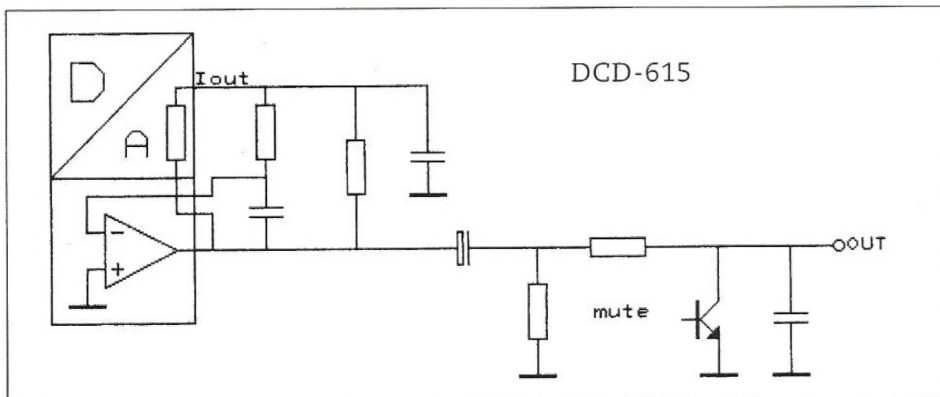 DCD-615
D
Iout
A
−
+
OUT
mute